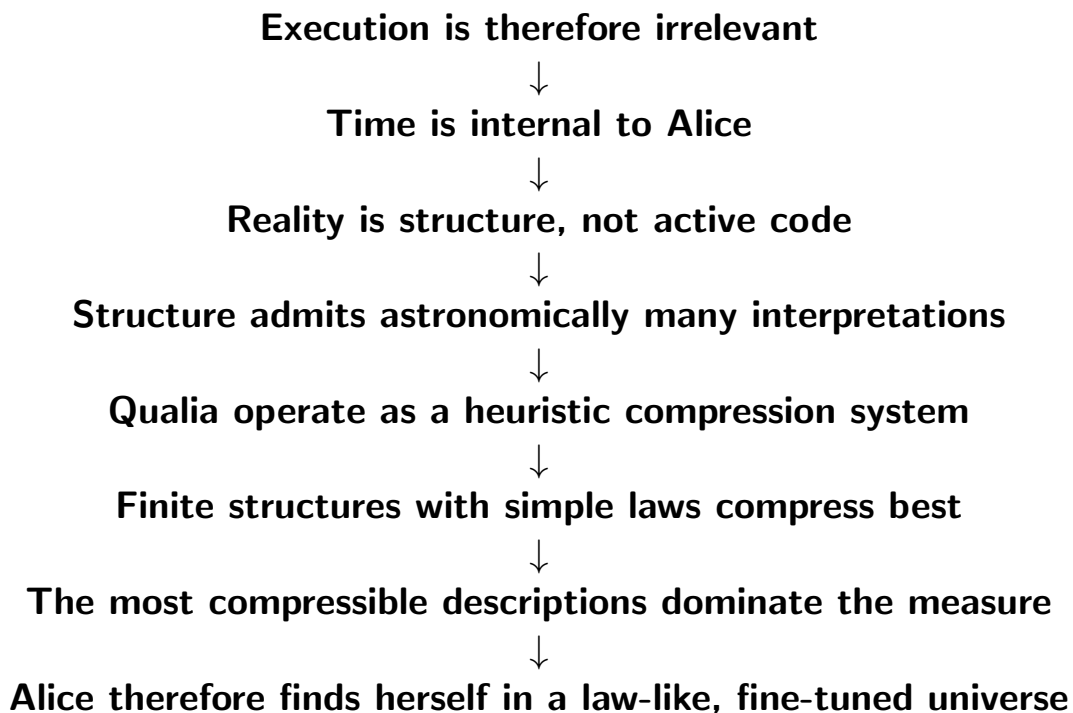 Execution is therefore irrelevant
↓
Time is internal to Alice
↓
Reality is structure, not active code
↓
Structure admits astronomically many interpretations
↓
Qualia operate as a heuristic compression system
↓
Finite structures with simple laws compress best
↓
The most compressible descriptions dominate the measure
↓
Alice therefore finds herself in a law-like, fine-tuned universe